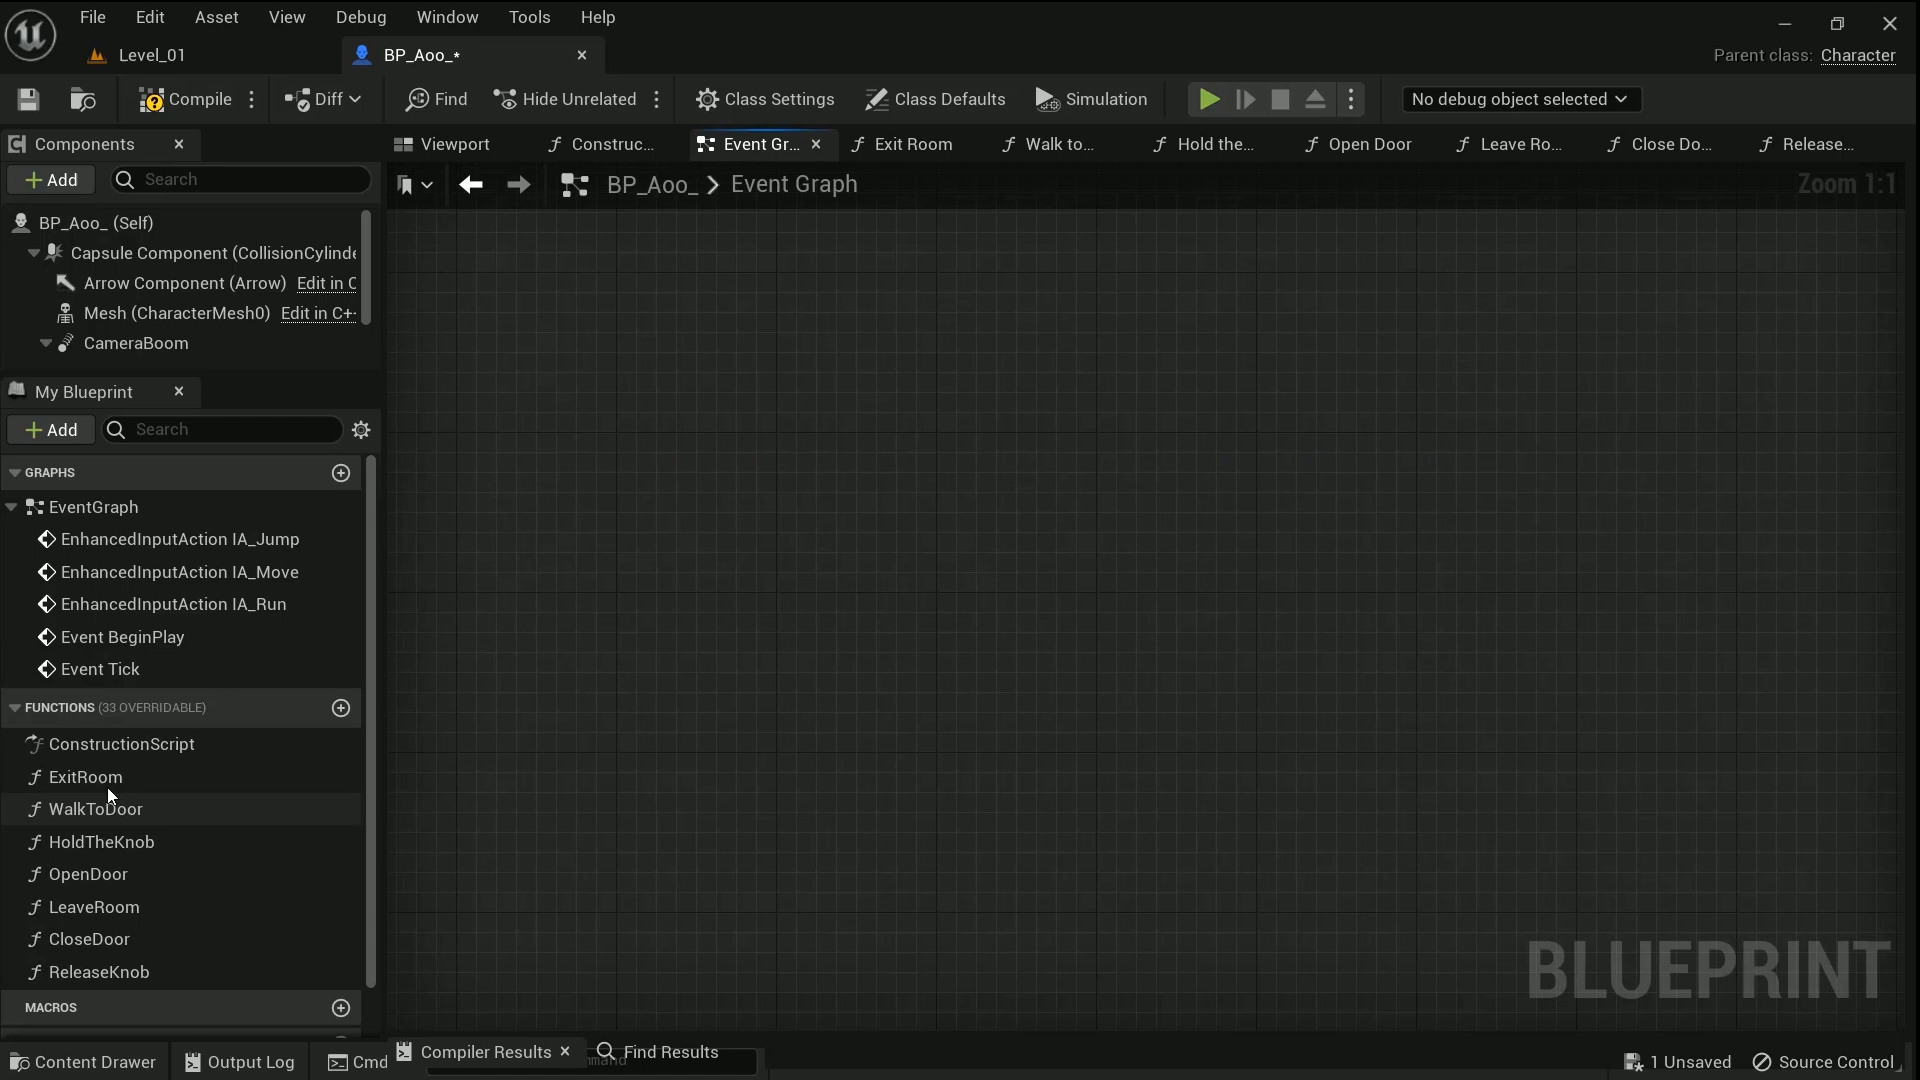 File Edit Asset View Debug Window Tools Help
Level_01
BP_Aoo_*
Parent class: Character
Compile
Diff
Find
Hide Unrelated
Class Settings
Class Defaults
Simulation
No debug object selected
Components
Viewport
Construc...
Event Gr...
Exit Room
Walk to...
Hold the...
Open Door
Leave Ro...
Close Do...
Release...
Add
Search
BP_Aoo_ > Event Graph
Zoom 1:1
BP_Aoo_ (Self)
Capsule Component (CollisionCylinde
Arrow Component (Arrow) Edit in C
Mesh (CharacterMesh0) Edit in C+
CameraBoom
My Blueprint
Add
Search
GRAPHS
EventGraph
EnhancedInputAction IA_Jump
EnhancedInputAction IA_Move
EnhancedInputAction IA_Run
Event BeginPlay
Event Tick
FUNCTIONS (33 OVERRIDABLE)
ConstructionScript
ExitRoom
WalkToDoor
HoldTheKnob
OpenDoor
LeaveRoom
CloseDoor
ReleaseKnob
MACROS
BLUEPRINT
Content Drawer
Output Log
Cmd
Compiler Results
Find Results
1 Unsaved
Source Control